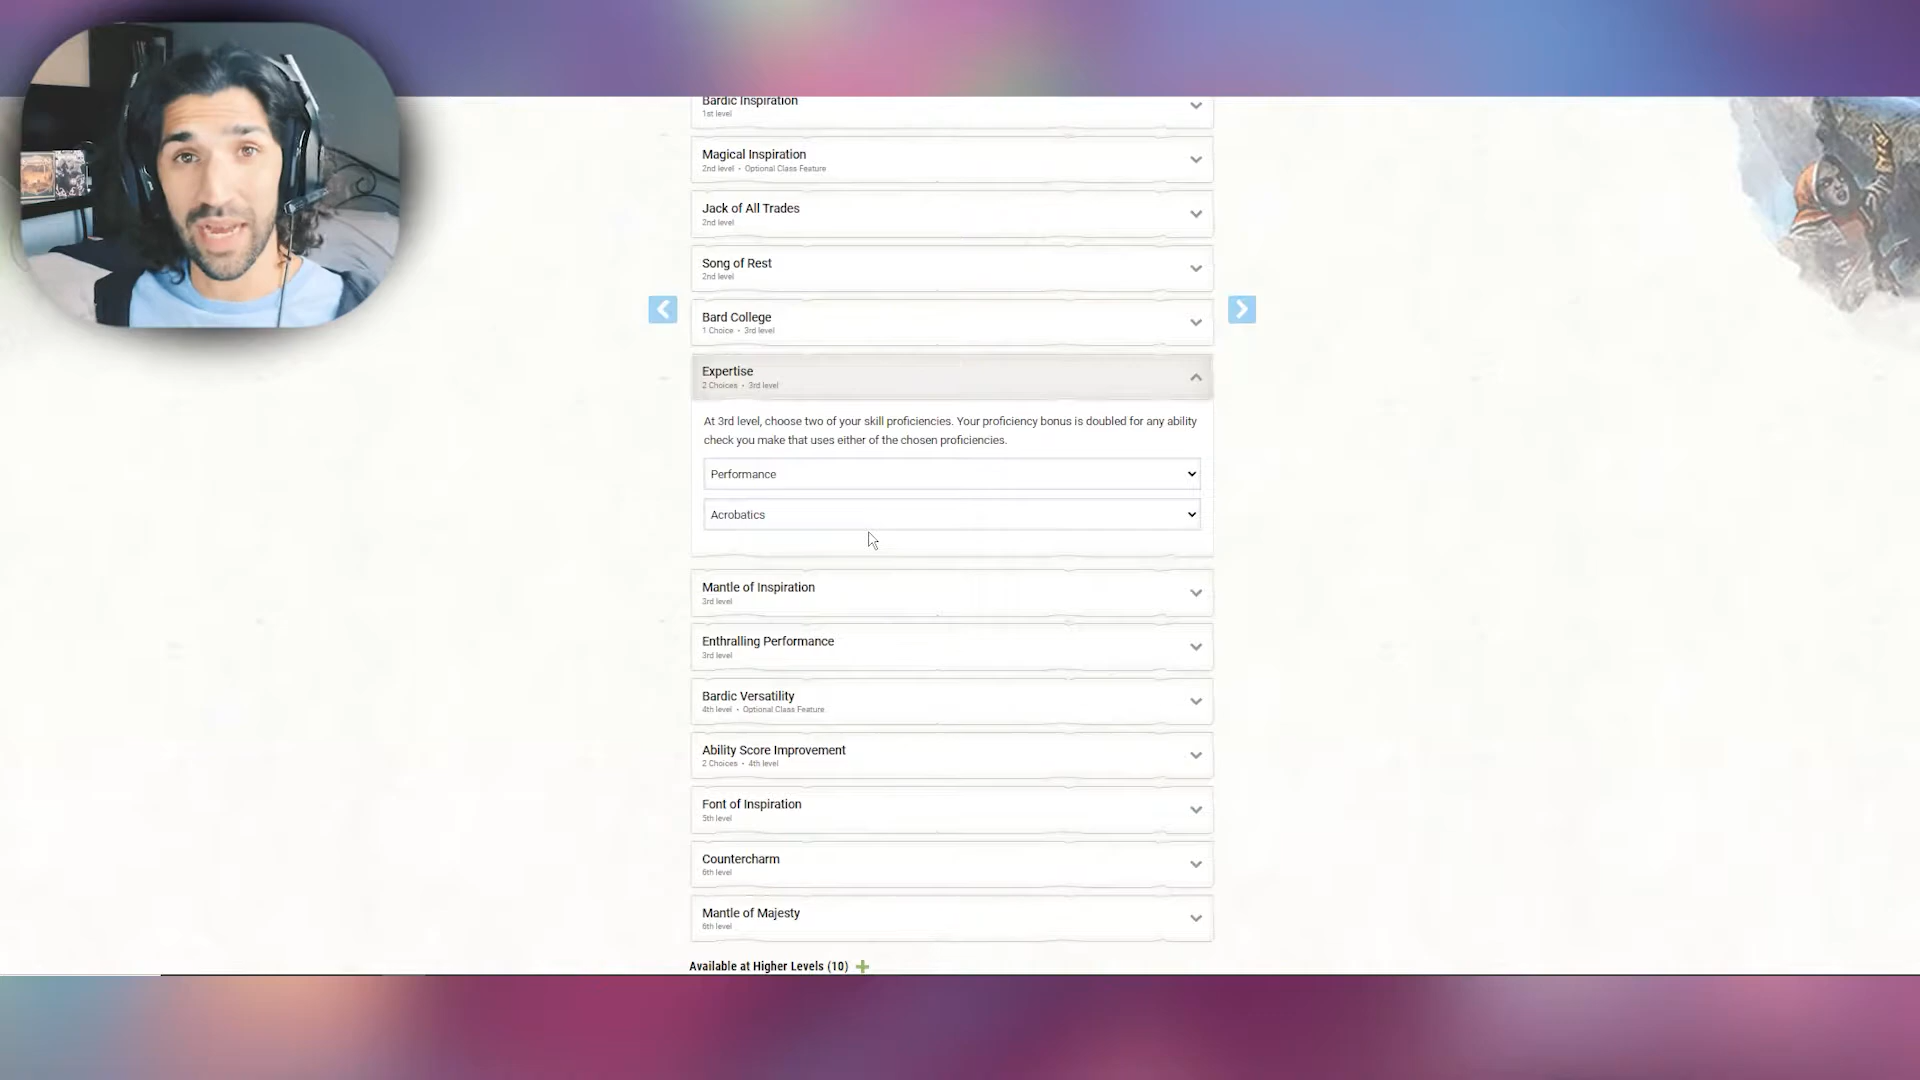 Bardic Inspiration
1st level
Magical Inspiration
2nd level • Optional Class Feature
Jack of All Trades
2nd level
Song of Rest
2nd level
Bard College
1 Choice • 3rd level
Expertise
2 Choices • 3rd level
At 3rd level, choose two of your skill proficiencies. Your proficiency bonus is doubled for any ability
check you make that uses either of the chosen proficiencies.
Performance
Acrobatics
Mantle of Inspiration
3rd level
Enthralling Performance
3rd level
Bardic Versatility
4th level • Optional Class Feature
Ability Score Improvement
2 Choices • 4th level
Font of Inspiration
5th level
Countercharm
6th level
Mantle of Majesty
6th level
Available at Higher Levels (10)